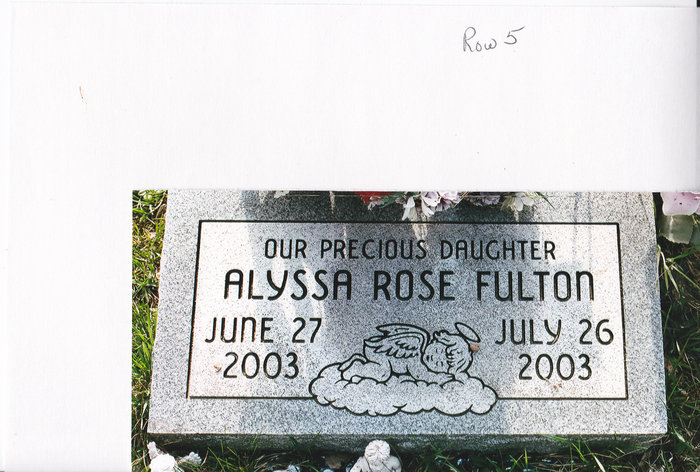 Row 5
OUR PRECIOUS DAUGHTER
ALYSSA ROSE FULTON
JUNE 27 JULY 26
2003 2003